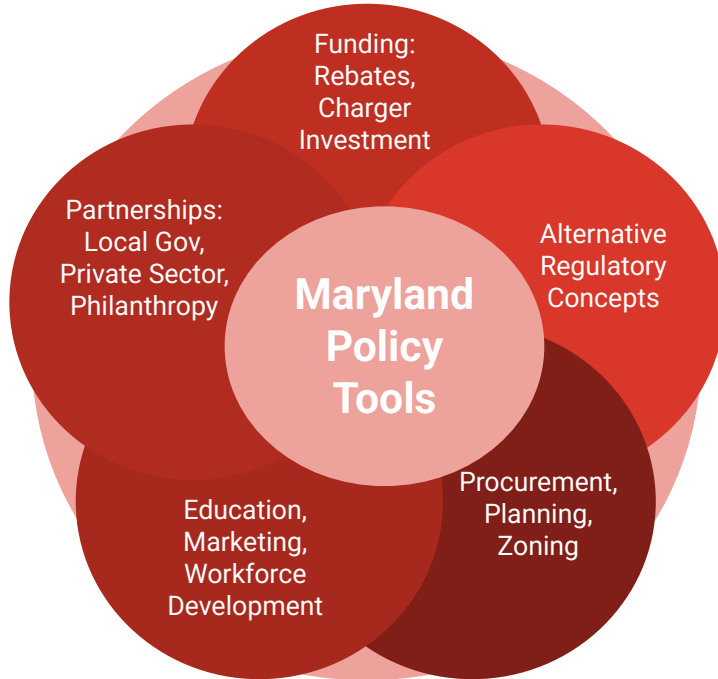 Funding:
Rebates,
Charger
Investment
Alternative
Regulatory
Concepts
Procurement,
Planning,
Zoning
Education,
Marketing,
Workforce
Development
Partnerships:
Local Gov,
Private Sector,
Philanthropy
Maryland
Policy
Tools